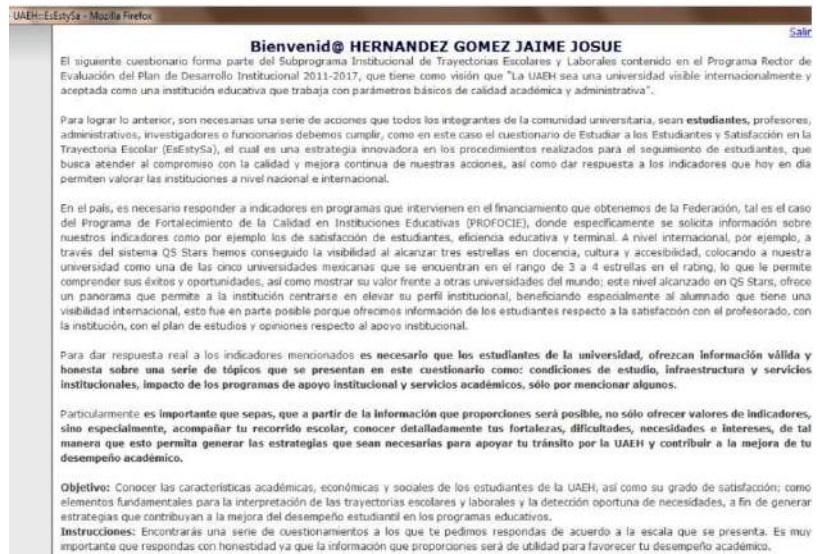 - UAEH::EsEstySa - Mozilla Firefox
Salir
Bienvenid@ HERNANDEZ GOMEZ JAIME JOSUE
El siguiente cuestionario forma parte del Subprograma Institucional de Trayectorias Escolares y Laborales contenido en el Programa Rector de
Evaluación del Plan de Desarrollo Institucional 2011-2017, que tiene como visión que "La UAEH sea una universidad visible internacionalmente y
aceptada como una institución educativa que trabaja con parámetros básicos de calidad académica y administrativa".
Para lograr lo anterior, son necesarias una serie de acciones que todos los integrantes de la comunidad universitaria, sean estudiantes, profesores,
administrativos, investigadores o funcionarios debemos cumplir, como en este caso el cuestionario de Estudiar a los Estudiantes y Satisfacción en la
Trayectoria Escolar (EsEstySa), el cual es una estrategia innovadora en los procedimientos realizados para el seguimiento de estudiantes, que
busca atender al compromiso con la calidad y mejora continua de nuestras acciones, así como dar respuesta a los indicadores que hoy en día
permiten valorar las instituciones a nivel nacional e internacional.
En el país, es necesario responder a indicadores en programas que intervienen en el financiamiento que obtenemos de la Federación, tal es el caso
del Programa de Fortalecimiento de la Calidad en Instituciones Educativas (PROFOCIE), donde específicamente se solicita información sobre
nuestros indicadores como por ejemplo los de satisfacción de estudiantes, eficiencia educativa y terminal. A nivel internacional, por ejemplo, a
través del sistema QS Stars hemos conseguido la visibilidad al alcanzar tres estrellas en docencia, cultura y accesibilidad, colocando a nuestra
universidad como una de las cinco universidades mexicanas que se encuentran en el rango de 3 a 4 estrellas en el rating, lo que le permite
comprender sus éxitos y oportunidades, así como mostrar su valor frente a otras universidades del mundo; este nivel alcanzado en QS Stars, ofrece
un panorama que permite a la institución centrarse en elevar su perfil institucional, beneficiando especialmente al alumnado que tiene una
visibilidad internacional, esto fue en parte posible porque ofrecimos información de los estudiantes respecto a la satisfacción con el profesorado, con
la institución, con el plan de estudios y opiniones respecto al apoyo institucional.
Para dar respuesta real a los indicadores mencionados es necesario que los estudiantes de la universidad, ofrezcan información válida y
honesta sobre una serie de tópicos que se presentan en este cuestionario como: condiciones de estudio, infraestructura y servicios
institucionales, impacto de los programas de apoyo institucional y servicios académicos, sólo por mencionar algunos.
Particularmente es importante que sepas, que a partir de la información que proporciones será posible, no sólo ofrecer valores de indicadores,
sino especialmente, acompañar tu recorrido escolar, conocer detalladamente tus fortalezas, dificultades, necesidades e intereses, de tal
manera que esto permita generar las estrategias que sean necesarias para apoyar tu tránsito por la UAEH y contribuir a la mejora de tu
desempeño académico.
Objetivo: Conocer las características académicas, económicas y sociales de los estudiantes de la UAEH, así como su grado de satisfacción; como
elementos fundamentales para la interpretación de las trayectorias escolares y laborales y la detección oportuna de necesidades, a fin de generar
estrategias que contribuyan a la mejora del desempeño estudiantil en los programas educativos.
Instrucciones: Encontrarás una serie de cuestionamientos a los que te pedimos respondas de acuerdo a la escala que se presenta. Es muy
importante que respondas con honestidad ya que la información que proporciones será de utilidad para favorecer tu desempeño académico.